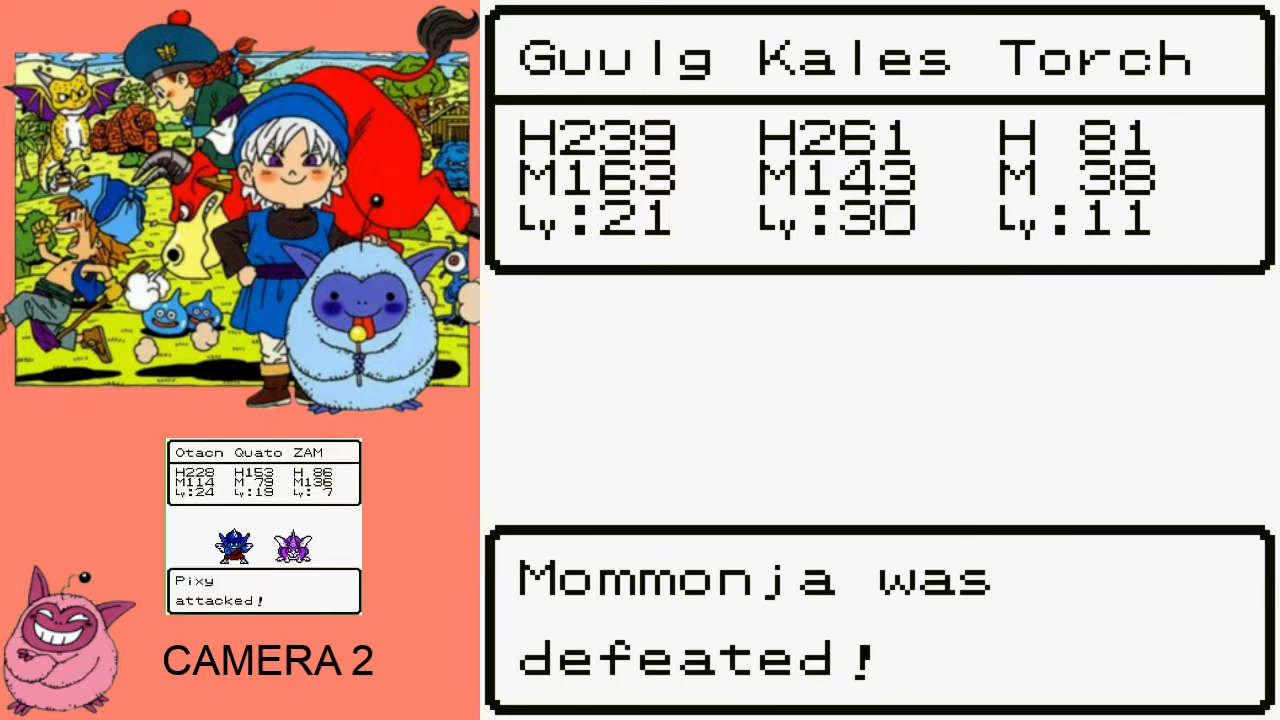 Guulg Kales Torch
H239 H261 H 81
M163 M143 M 38
Lv:21 Lv:30 Lv:11
Mommonja was
defeated!
Otacn Quato ZAM
H228 H153 H 86
M114 M 79 M136
Lv:24 Lv:19 Lv: 7
Pixy
attacked!
CAMERA 2